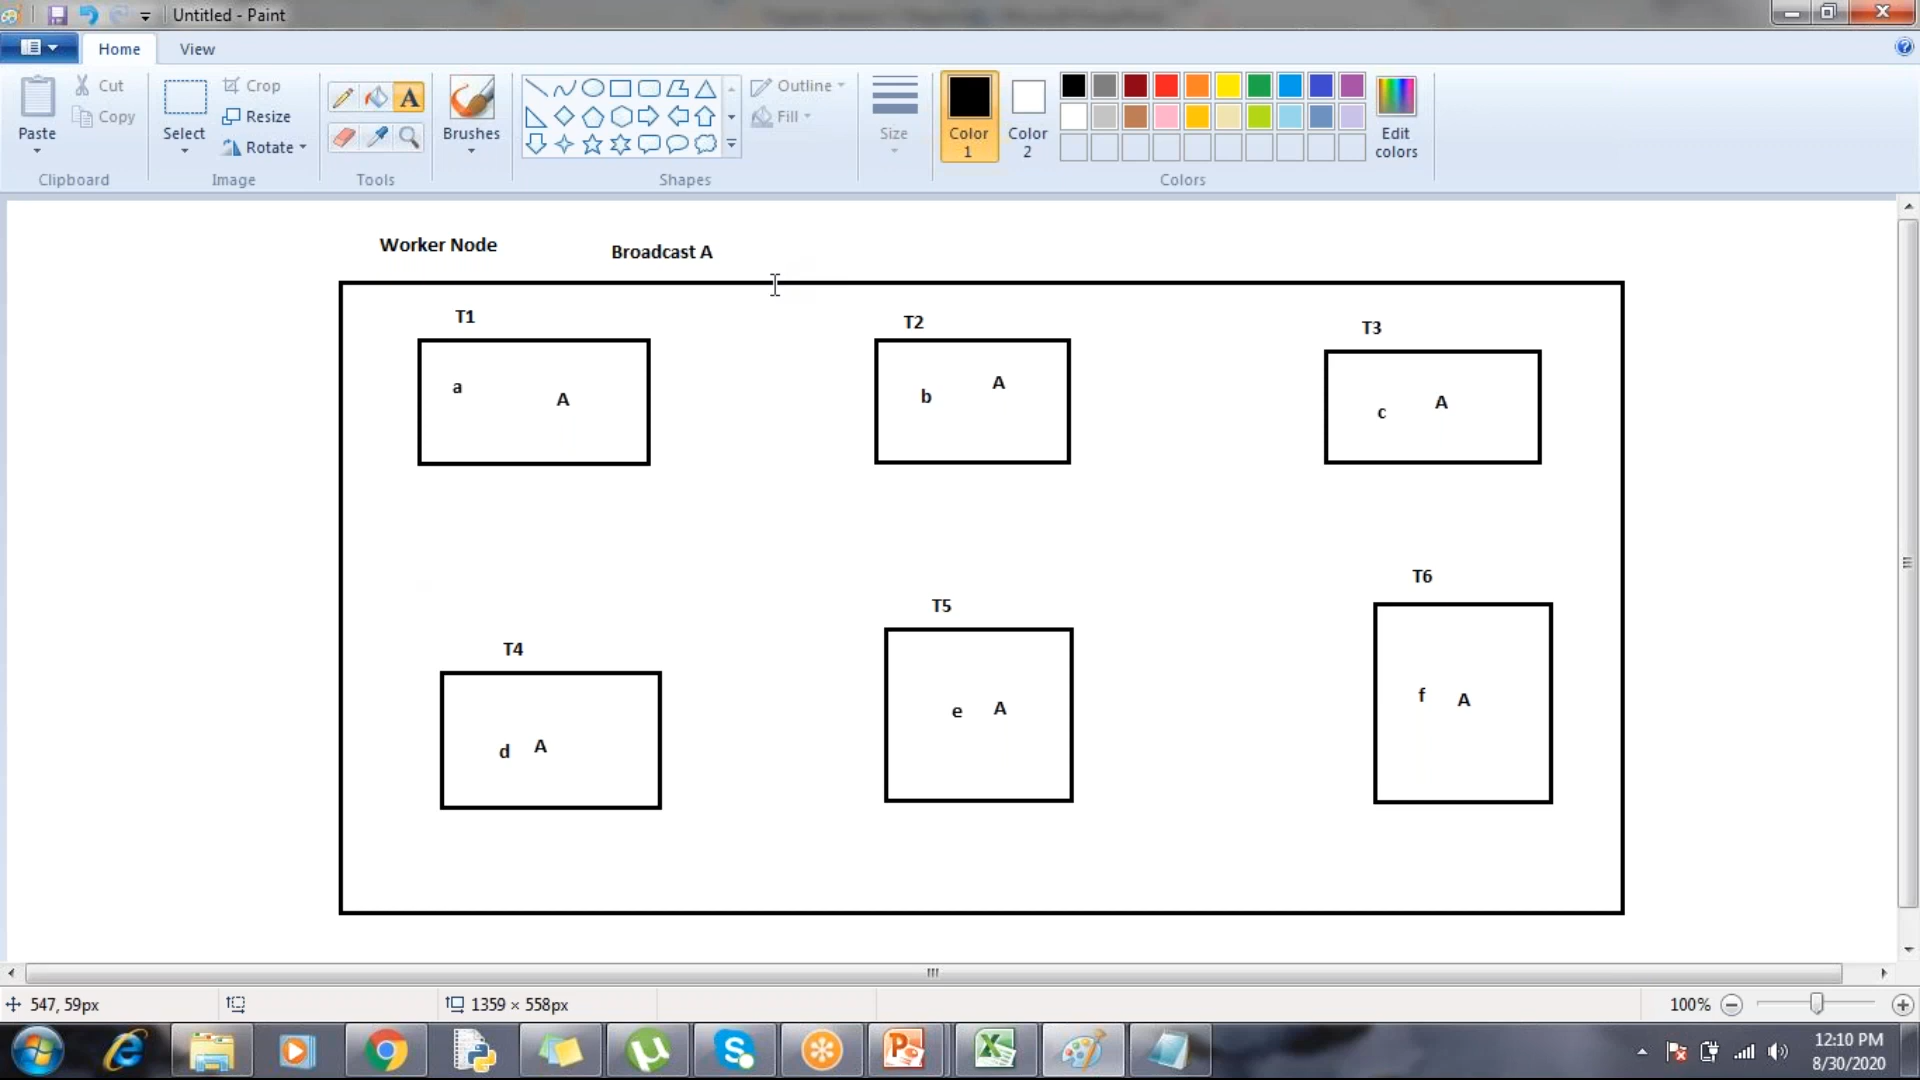 Untitled - Paint
Home
View
Paste
Cut
Copy
Clipboard
Select
Crop
Resize
Rotate
Image
A
Tools
Brushes
Shapes
Outline
Fill
Size
Color
1
Color
2
Edit
colors
Colors
Worker Node
Broadcast A
T1
T2
T3
a A
b A
c A
T4
T5
T6
d A
e A
f A
547, 59px
1359 × 558px
100%
12:10 PM
8/30/2020